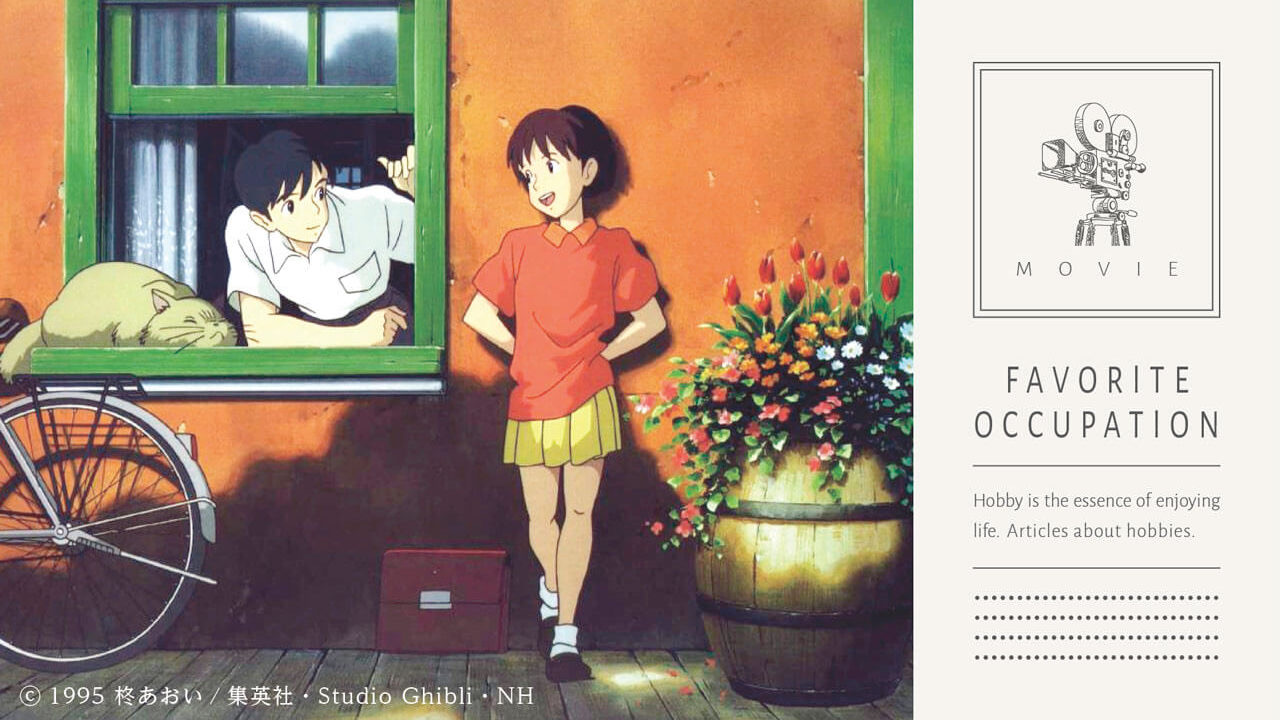 MOVIE
FAVORITE
OCCUPATION
Hobby is the essence of enjoying
life. Articles about hobbies.
© 1995 柊あおい / 集英社・Studio Ghibli・NH